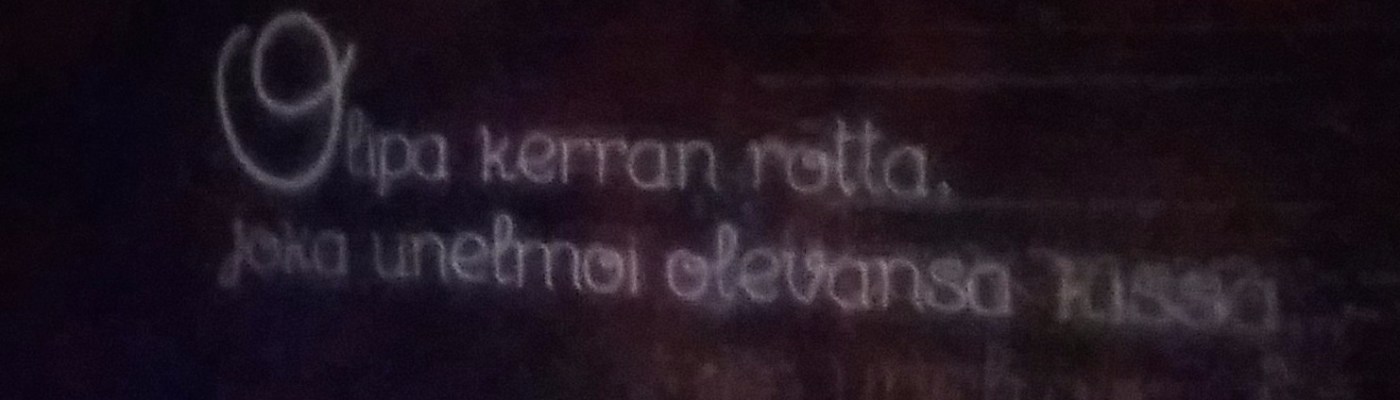 Olipa kerran rotta,
joka unelmoi olevansa kissa